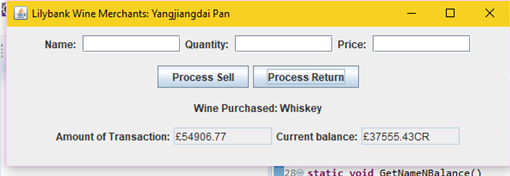 Lilybank Wine Merchants: Yangjiangdai Pan
Name: Quantity: Price:
Process Sell Process Return
Wine Purchased: Whiskey
Amount of Transaction: £54906.77 Current balance: £37555.43CR
28 static void GetNameNBalance()